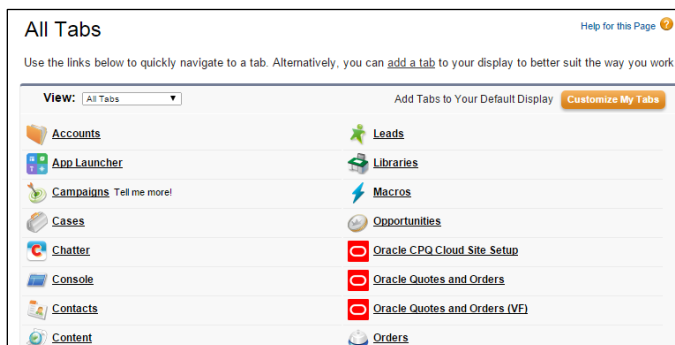 All Tabs
Help for this Page
Use the links below to quickly navigate to a tab. Alternatively, you can add a tab to your display to better suit the way you work
View: All Tabs
Add Tabs to Your Default Display Customize My Tabs
Accounts
Leads
App Launcher
Libraries
Campaigns Tell me more!
Macros
Cases
Opportunities
Chatter
Oracle CPQ Cloud Site Setup
Console
Oracle Quotes and Orders
Contacts
Oracle Quotes and Orders (VF)
Content
Orders